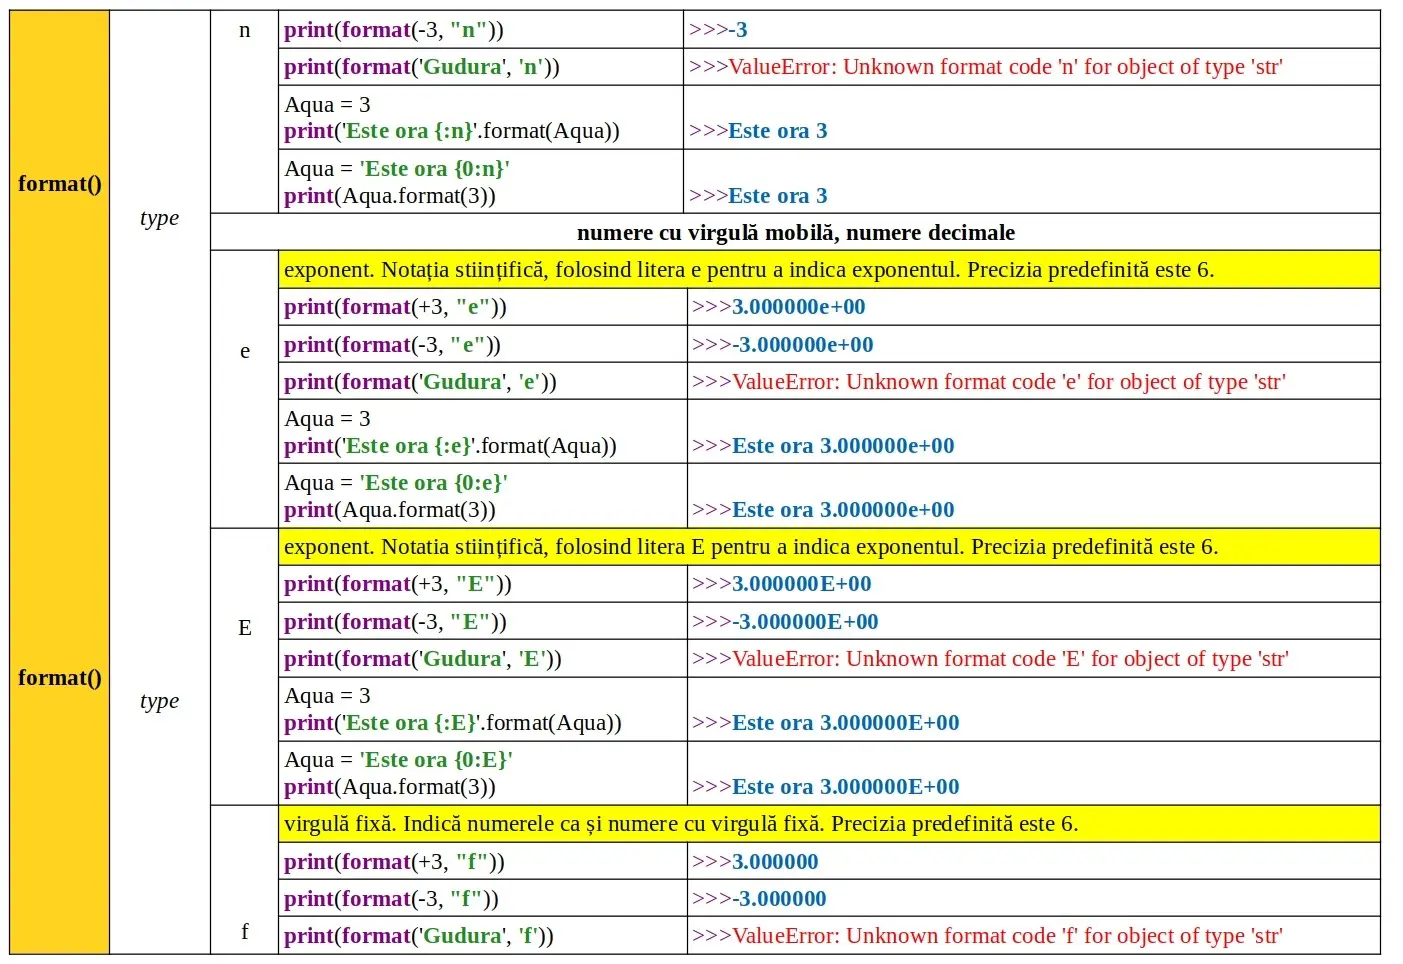 n
print(format(-3, "n"))
>>>-3
print(format('Gudura', 'n'))
>>>ValueError: Unknown format code 'n' for object of type 'str'
Aqua = 3
print('Este ora {:n}'.format(Aqua))
>>>Este ora 3
format()
type
Aqua = 'Este ora {0:n}'
print(Aqua.format(3))
>>>Este ora 3
numere cu virgulă mobilă, numere decimale
e
exponent. Notația stiințifică, folosind litera e pentru a indica exponentul. Precizia predefinită este 6.
print(format(+3, "e"))
>>>3.000000e+00
print(format(-3, "e"))
>>>-3.000000e+00
print(format('Gudura', 'e'))
>>>ValueError: Unknown format code 'e' for object of type 'str'
Aqua = 3
print('Este ora {:e}'.format(Aqua))
>>>Este ora 3.000000e+00
Aqua = 'Este ora {0:e}'
print(Aqua.format(3))
>>>Este ora 3.000000e+00
E
exponent. Notatia stiințifică, folosind litera E pentru a indica exponentul. Precizia predefinită este 6.
print(format(+3, "E"))
>>>3.000000E+00
print(format(-3, "E"))
>>>-3.000000E+00
print(format('Gudura', 'E'))
>>>ValueError: Unknown format code 'E' for object of type 'str'
format()
type
Aqua = 3
print('Este ora {:E}'.format(Aqua))
>>>Este ora 3.000000E+00
Aqua = 'Este ora {0:E}'
print(Aqua.format(3))
>>>Este ora 3.000000E+00
f
virgulă fixă. Indică numerele ca și numere cu virgulă fixă. Precizia predefinită este 6.
print(format(+3, "f"))
>>>3.000000
print(format(-3, "f"))
>>>-3.000000
print(format('Gudura', 'f'))
>>>ValueError: Unknown format code 'f' for object of type 'str'